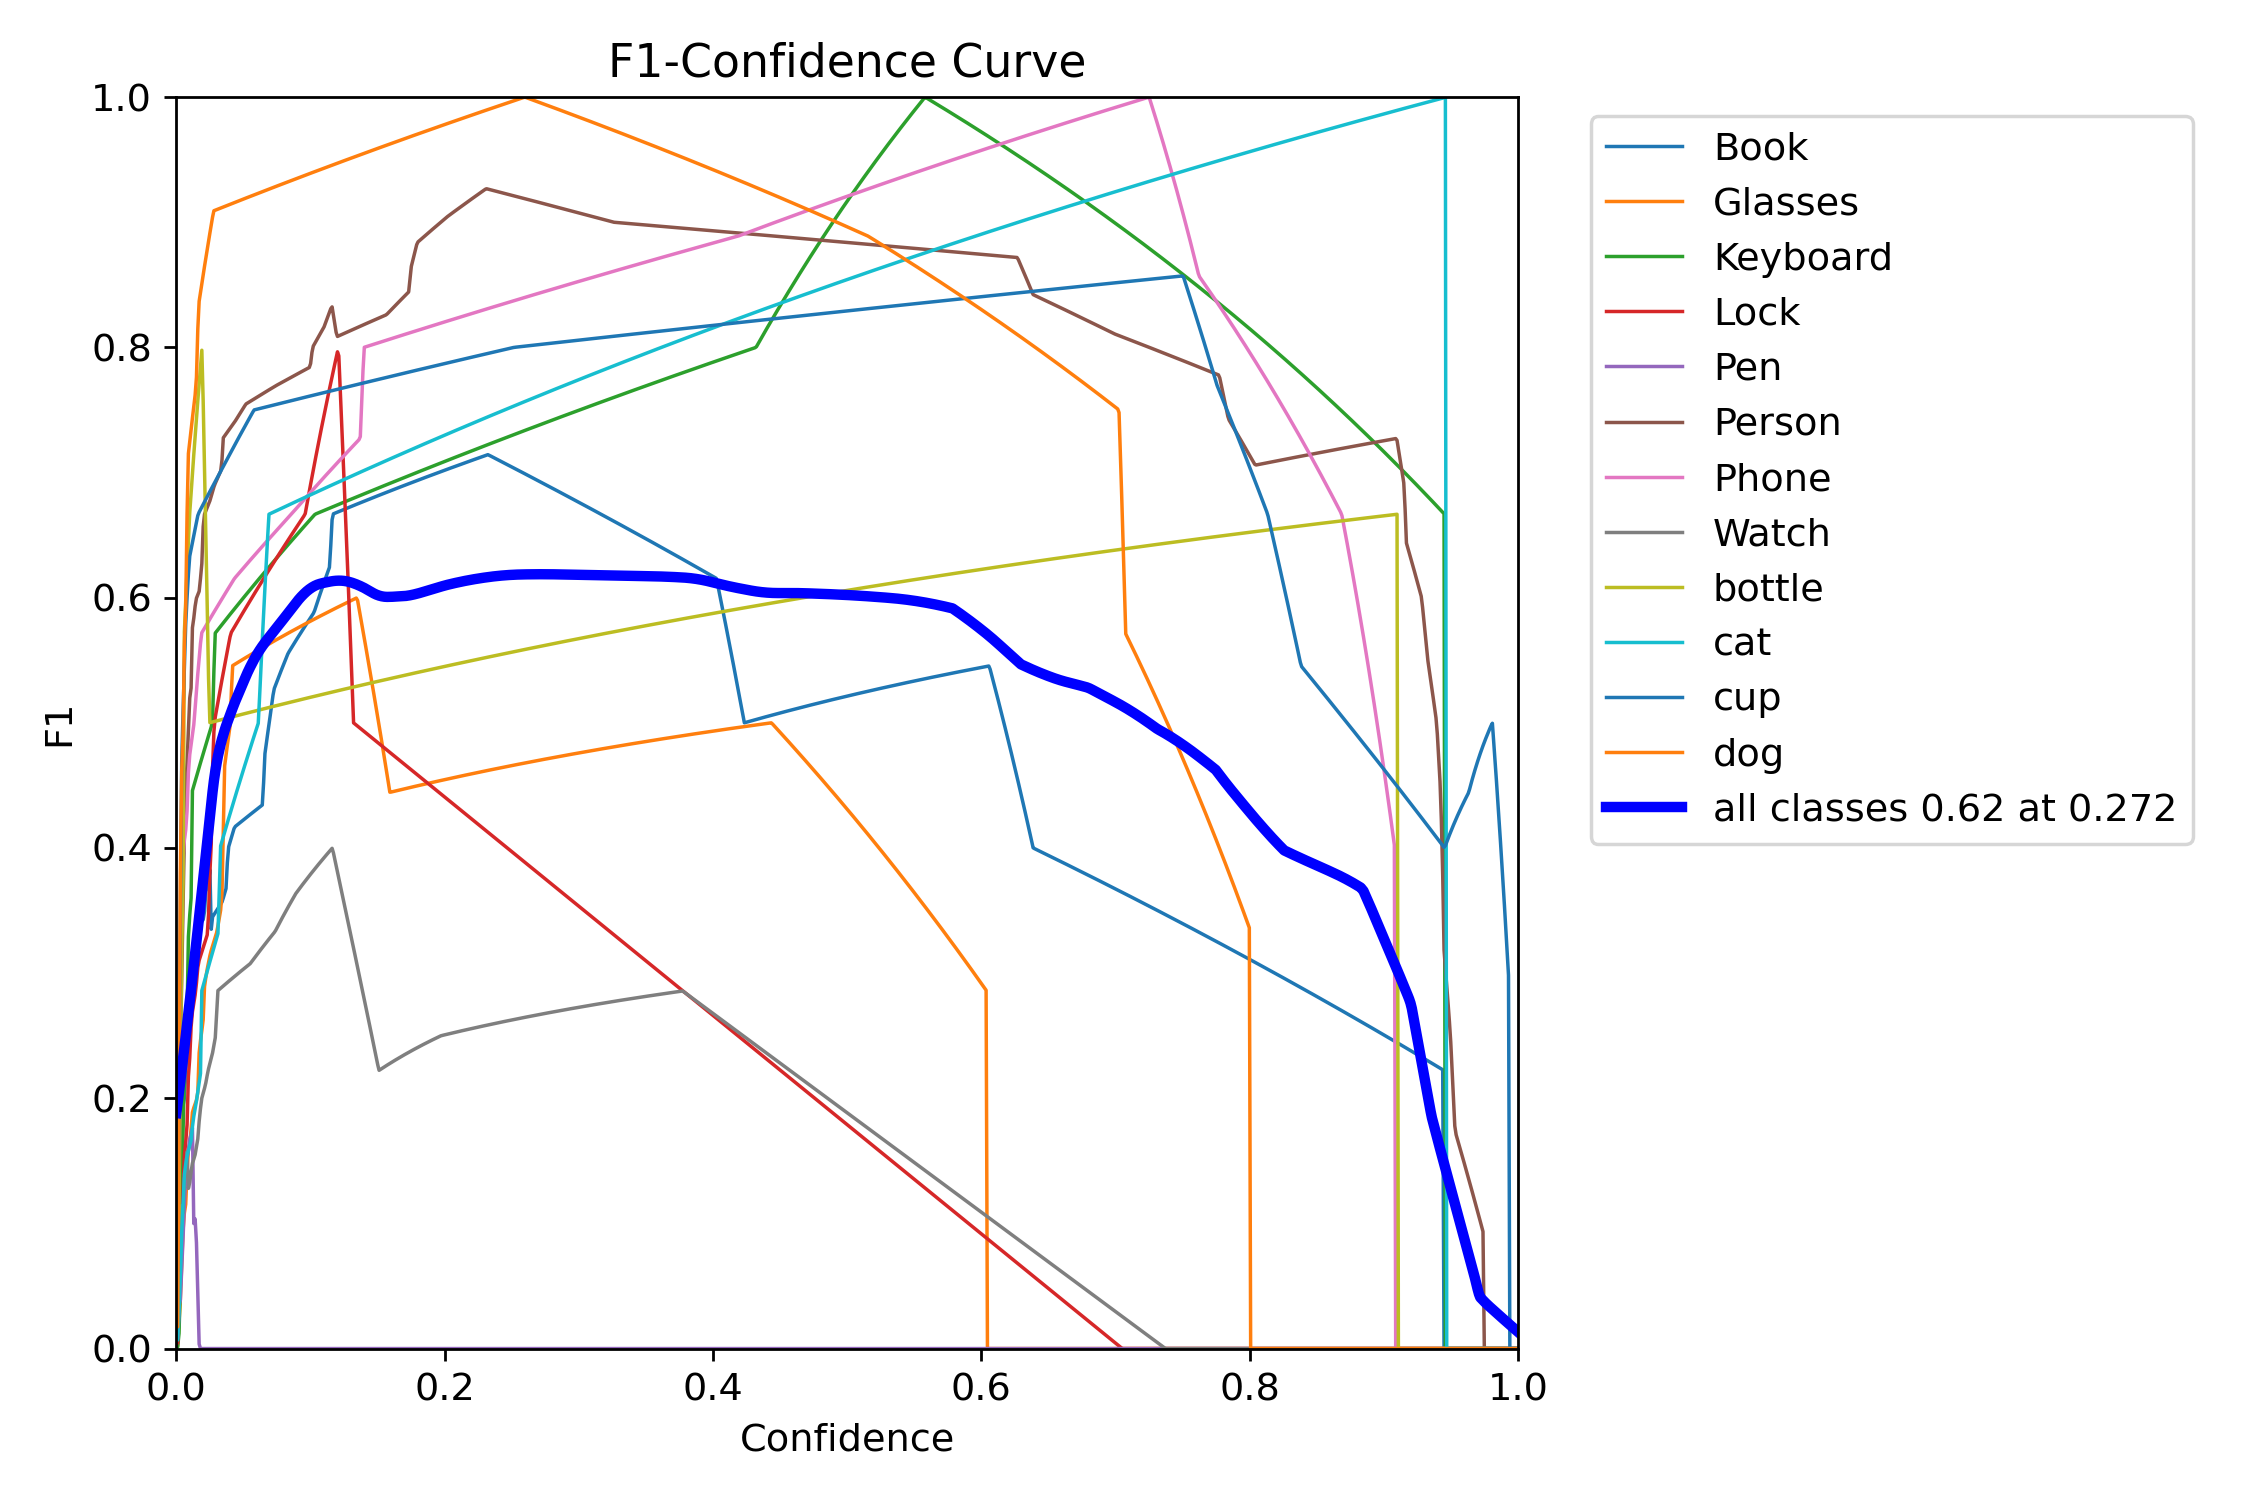 F1-Confidence Curve
1.0
0.8
0.6
0.4
0.2
0.0
F1
0.0 0.2 0.4 0.6 0.8 1.0
Confidence
Book
Glasses
Keyboard
Lock
Pen
Person
Phone
Watch
bottle
cat
cup
dog
all classes 0.62 at 0.272